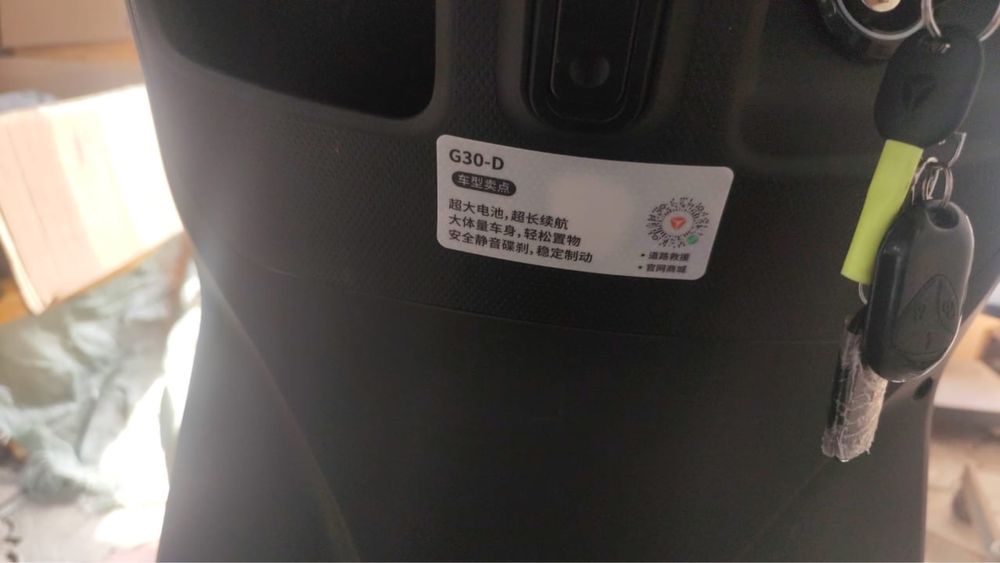 G30-D
车型卖点
超大电池,超长续航
大体量车身,轻松置物
安全静音碟刹,稳定制动
• 道路救援
• 官网商城